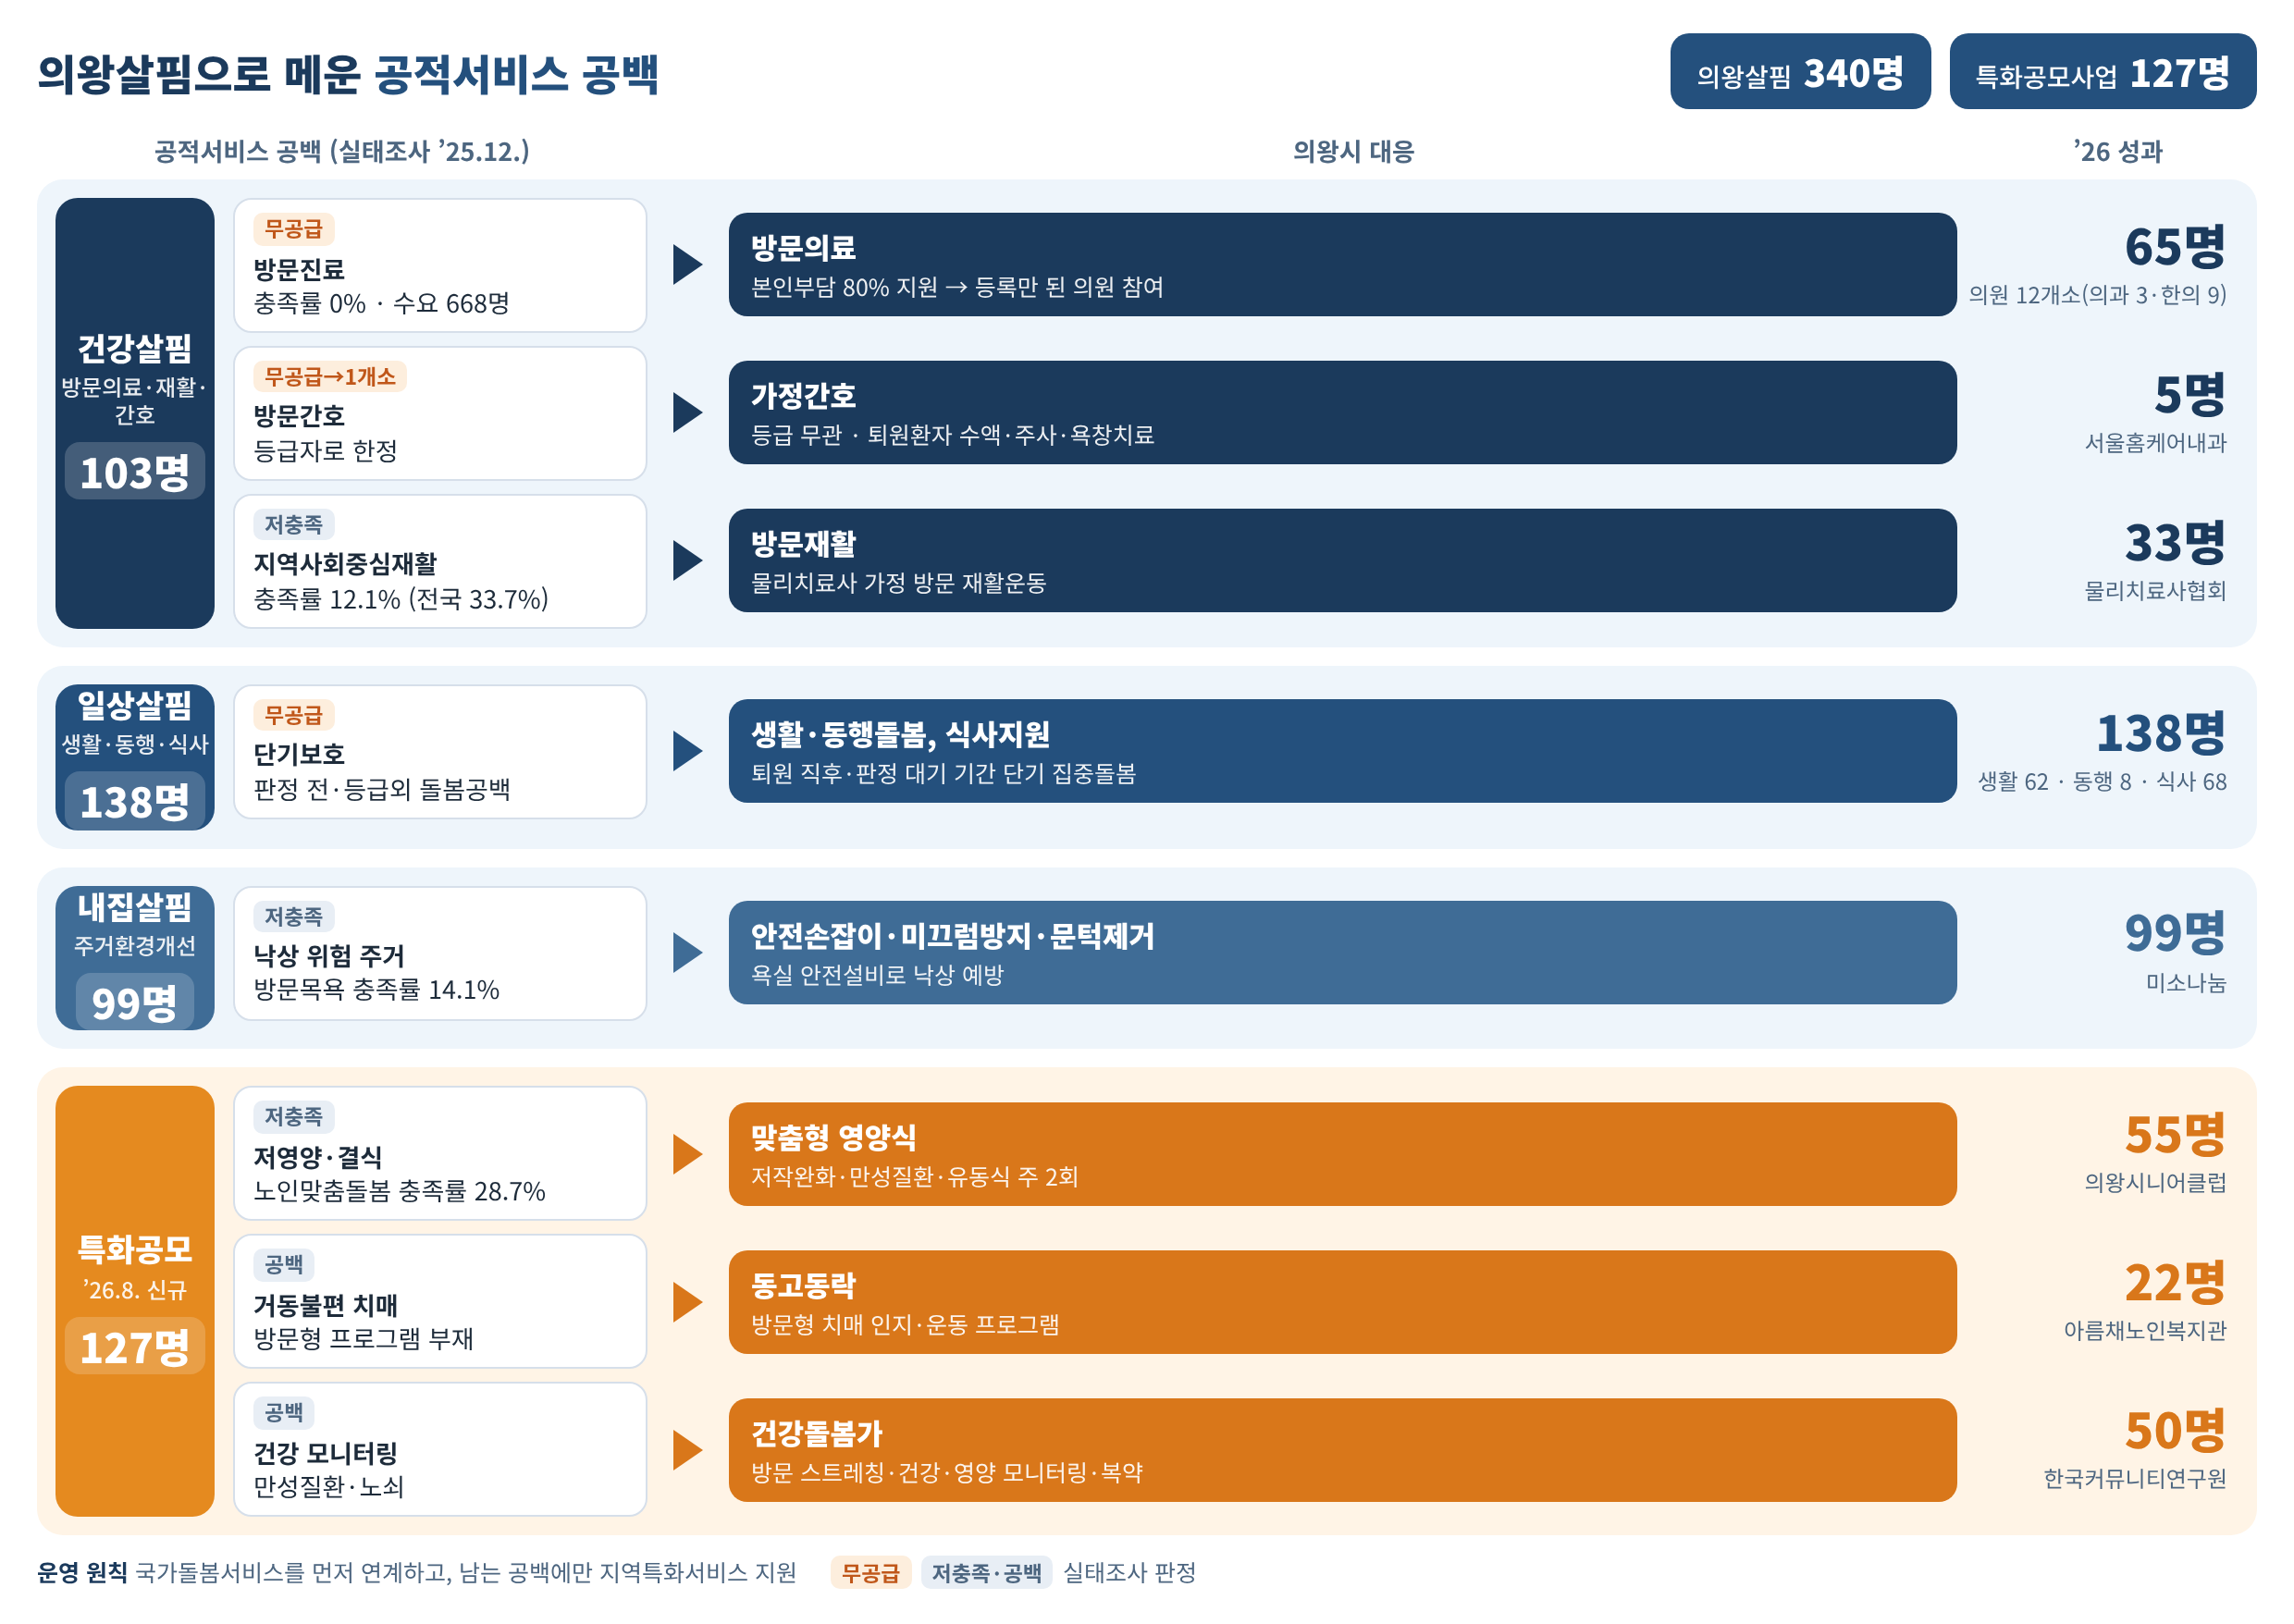 의왕살핌으로 메운 공적서비스 공백
의왕살핌 340명
특화공모사업 127명
공적서비스 공백 (실태조사 ’25.12.)
의왕시 대응
’26 성과
건강살핌
방문의료·재활·
간호
103명
무공급
방문진료
충족률 0% · 수요 668명
방문의료
본인부담 80% 지원 → 등록만 된 의원 참여
65명
의원 12개소(의과 3·한의 9)
무공급→1개소
방문간호
등급자로 한정
가정간호
등급 무관 · 퇴원환자 수액·주사·욕창치료
5명
서울홈케어내과
저충족
지역사회중심재활
충족률 12.1% (전국 33.7%)
방문재활
물리치료사 가정 방문 재활운동
33명
물리치료사협회
일상살핌
생활·동행·식사
138명
무공급
단기보호
판정 전·등급외 돌봄공백
생활·동행돌봄, 식사지원
퇴원 직후·판정 대기 기간 단기 집중돌봄
138명
생활 62 · 동행 8 · 식사 68
내집살핌
주거환경개선
99명
저충족
낙상 위험 주거
방문목욕 충족률 14.1%
안전손잡이·미끄럼방지·문턱제거
욕실 안전설비로 낙상 예방
99명
미소나눔
특화공모
’26.8. 신규
127명
저충족
저영양·결식
노인맞춤돌봄 충족률 28.7%
맞춤형 영양식
저작완화·만성질환·유동식 주 2회
55명
의왕시니어클럽
공백
거동불편 치매
방문형 프로그램 부재
동고동락
방문형 치매 인지·운동 프로그램
22명
아름채노인복지관
공백
건강 모니터링
만성질환·노쇠
건강돌봄가
방문 스트레칭·건강·영양 모니터링·복약
50명
한국커뮤니티연구원
운영 원칙 국가돌봄서비스를 먼저 연계하고, 남는 공백에만 지역특화서비스 지원
무공급 저충족·공백 실태조사 판정